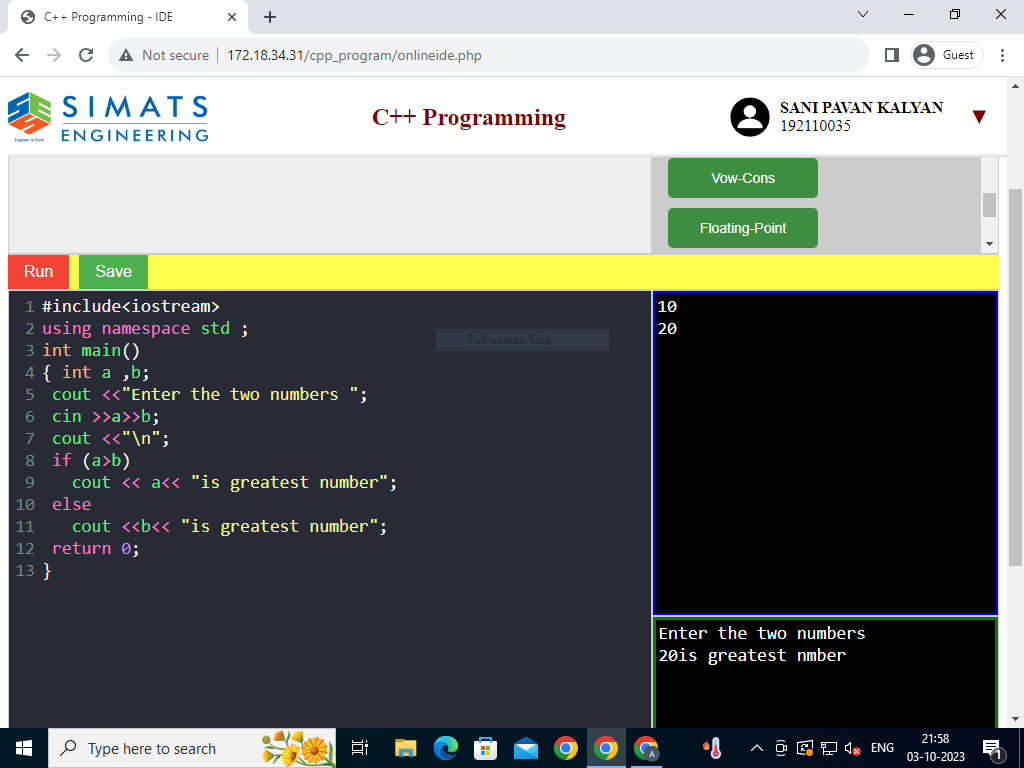 C++ Programming - IDE
Not secure
172.18.34.31/cpp_program/onlineide.php
Guest
SIMATS
ENGINEERING
Engineer to Excel
C++ Programming
SANI PAVAN KALYAN
192110035
Vow-Cons
Floating-Point
Run
Save
1 #include<iostream>
2 using namespace std ;
3 int main()
4 { int a ,b;
5 cout <<"Enter the two numbers ";
6 cin >>a>>b;
7 cout <<"\n";
8 if (a>b)
9 cout << a<< "is greatest number";
10 else
11 cout <<b<< "is greatest number";
12 return 0;
13 }
Full-screen Snip
10
20
Enter the two numbers
20is greatest nmber
Type here to search
A
ENG
21:58
03-10-2023
1